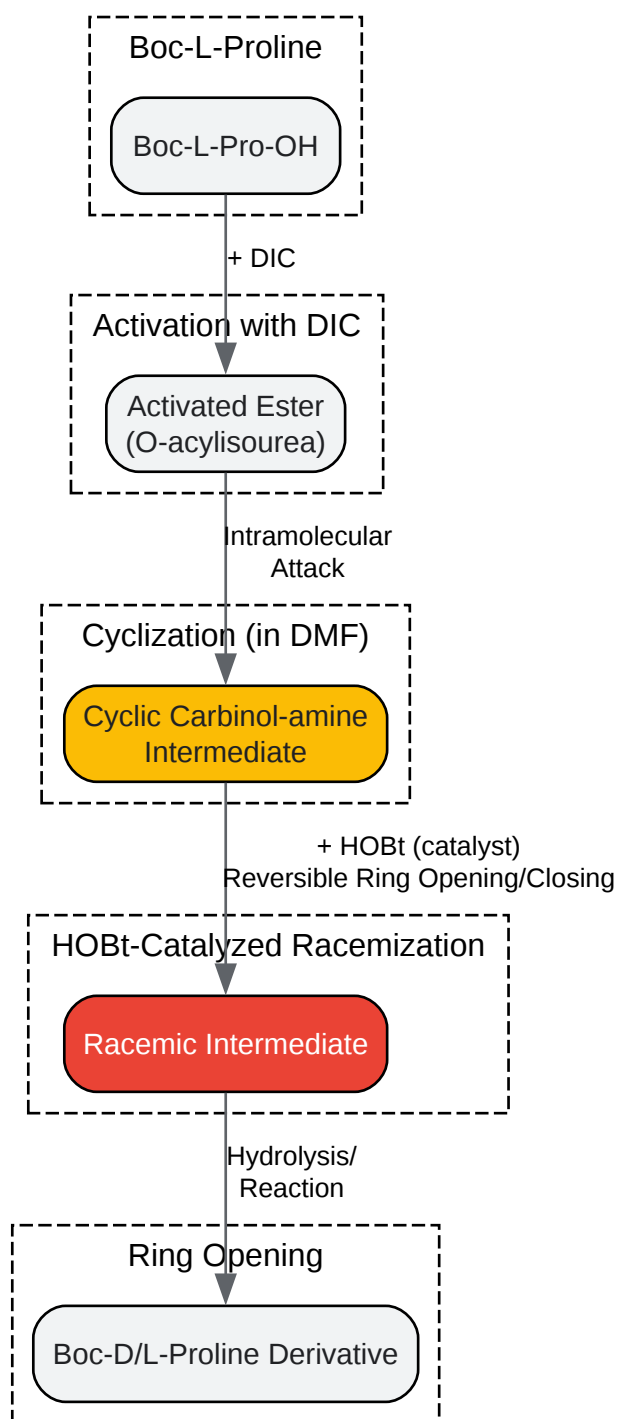 Boc-L-Proline
Boc-L-Pro-OH
+ DIC
Activation with DIC
Activated Ester
(O-acylisourea)
Intramolecular
Attack
Cyclization (in DMF)
Cyclic Carbinol-amine
Intermediate
+ HOBt (catalyst)
Reversible Ring Opening/Closing
HOBt-Catalyzed Racemization
Racemic Intermediate
Hydrolysis/
Reaction
Ring Opening
Boc-D/L-Proline Derivative